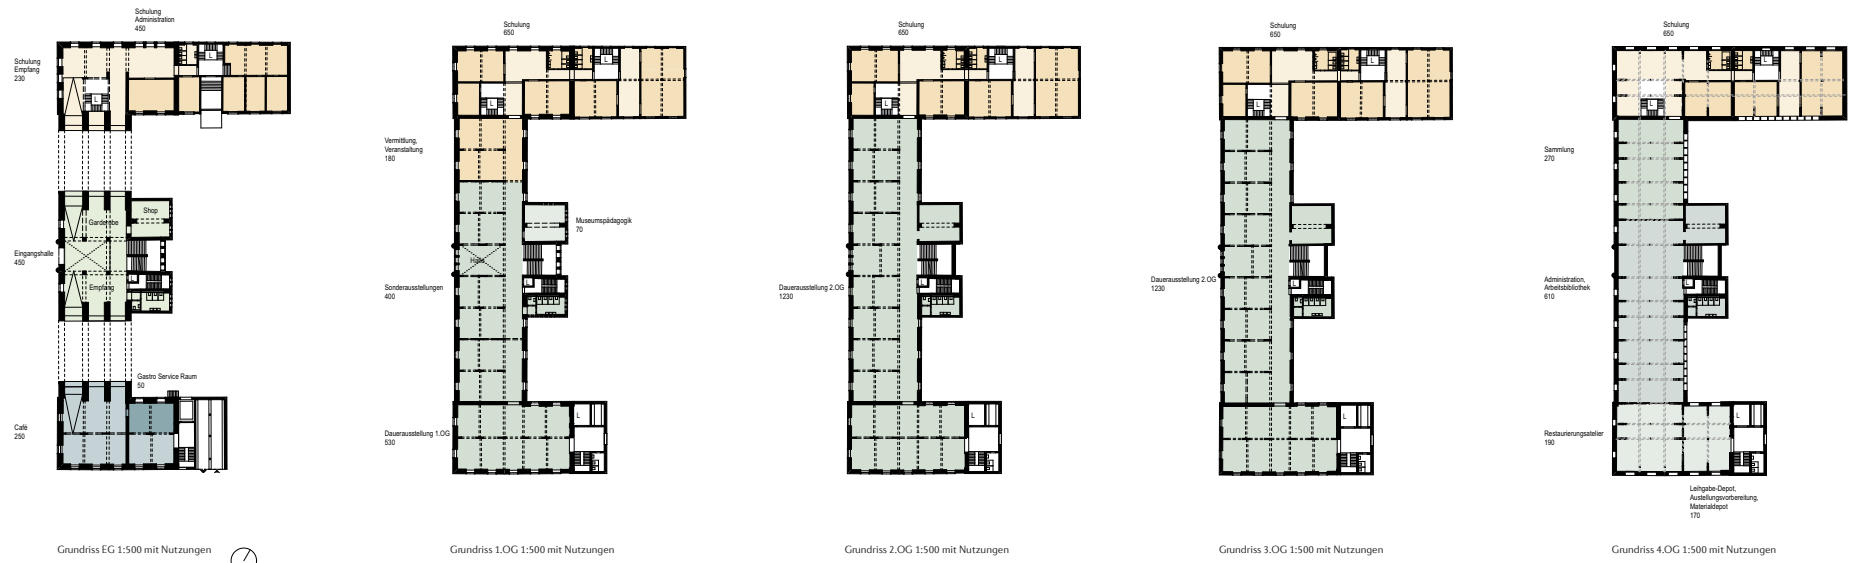 Schulung
Administration
450
Schulung
Empfang
230
L
L
Shop
Garderobe
Eingangshalle
450
Empfang
L
Gastro Service Raum
50
Café
250
Grundriss EG 1:500 mit Nutzungen
Schulung
650
L
L
Vermittlung,
Veranstaltung
180
Museumspädagogik
70
Halle
Sonderausstellungen
400
L
Dauerausstellung 1.OG
530
L
Grundriss 1.OG 1:500 mit Nutzungen
Schulung
650
L
L
Dauerausstellung 2.OG
1230
L
L
Grundriss 2.OG 1:500 mit Nutzungen
Schulung
650
L
L
Dauerausstellung 2.OG
1230
L
L
Grundriss 3.OG 1:500 mit Nutzungen
Schulung
650
L
L
Sammlung
270
Administration,
Arbeitsbibliothek
610
L
Restaurierungsatelier
190
L
Leihgabe-Depot,
Austellungsvorbereitung,
Materialdepot
170
Grundriss 4.OG 1:500 mit Nutzungen